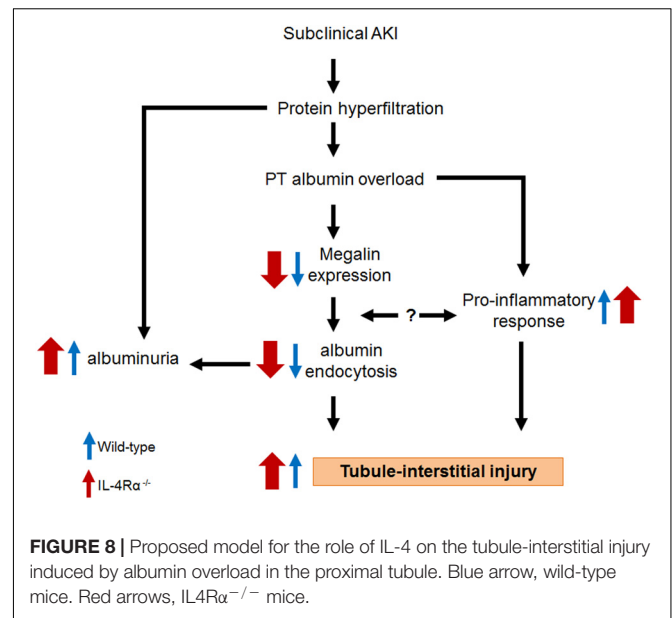 Subclinical AKI
Protein hyperfiltration
PT albumin overload
Megalin
expression
?
Pro-inflammatory
response
albuminuria
albumin
endocytosis
Wild-type
IL-4Rα-/-
Tubule-interstitial injury
FIGURE 8 | Proposed model for the role of IL-4 on the tubule-interstitial injury
induced by albumin overload in the proximal tubule. Blue arrow, wild-type
mice. Red arrows, IL4Rα−/− mice.